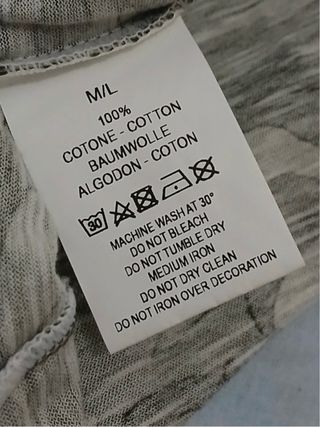 M/L
100%
COTONE - COTTON
BAUMWOLLE
ALGODON - COTON
30
MACHINE WASH AT 30°
DO NOT BLEACH
DO NOT TUMBLE DRY
MEDIUM IRON
DO NOT DRY CLEAN
DO NOT IRON OVER DECORATION